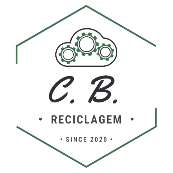 C. B.
• RECICLAGEM •
• SINCE 2020 •